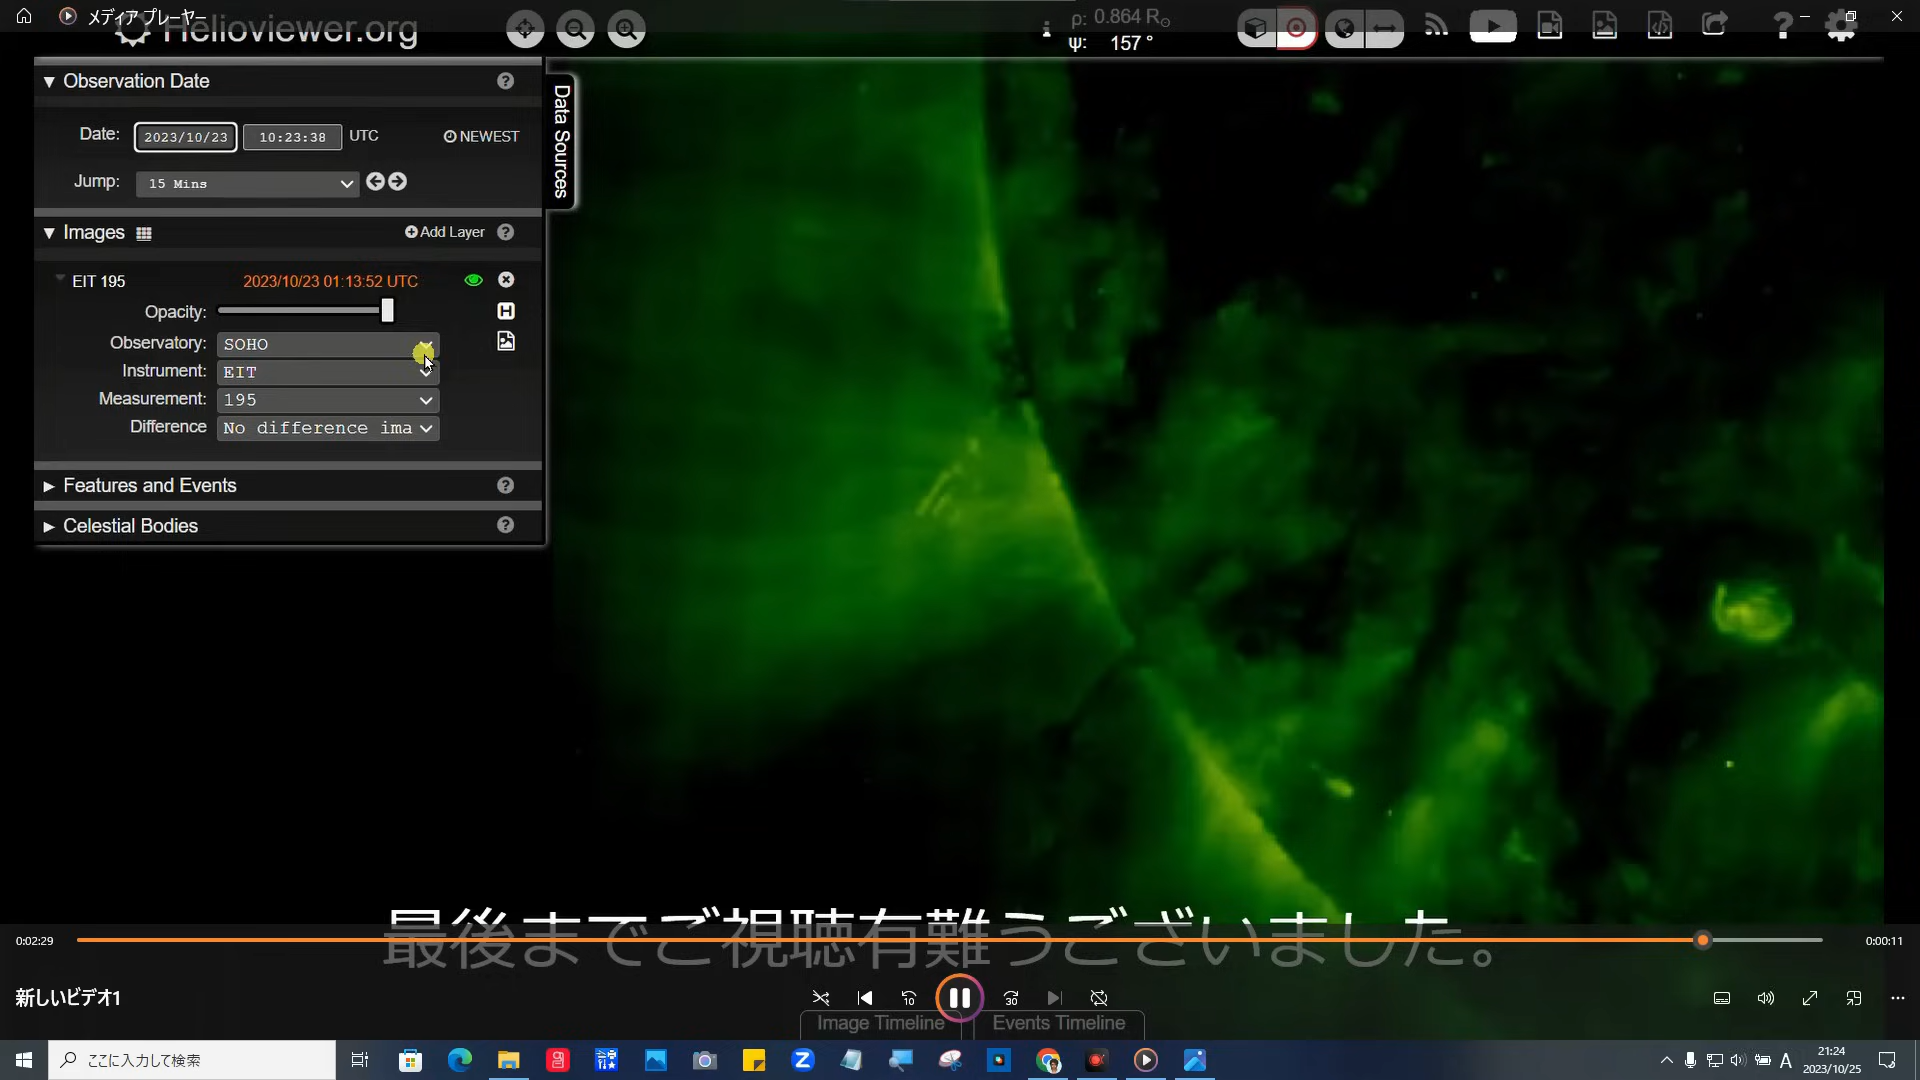 メディア プレーヤー
Helioviewer.org
ρ: 0.864 R☉
ψ: 157 °
Observation Date
Date: 2023/10/23 10:23:38 UTC NEWEST
Jump: 15 Mins
Data Sources
Images Add Layer
EIT 195 2023/10/23 01:13:52 UTC
Opacity:
Observatory: SOHO
Instrument: EIT
Measurement: 195
Difference No difference ima
Features and Events
Celestial Bodies
最後までご視聴有難うございました。
0:02:29 0:00:11
新しいビデオ1
10 30
Image Timeline Events Timeline
ここに入力して検索
A
21:24
2023/10/25